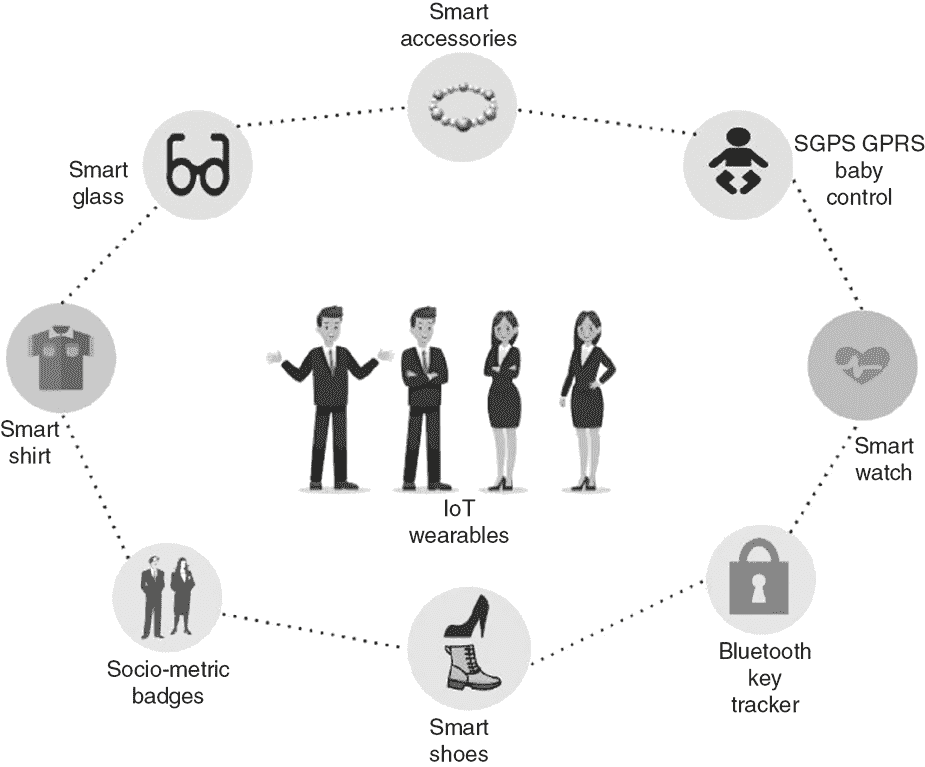 Smart
accessories
SGPS GPRS
baby
control
Smart
glass
Smart
shirt
Smart
watch
IoT
wearables
Socio-metric
badges
Bluetooth
key
tracker
Smart
shoes